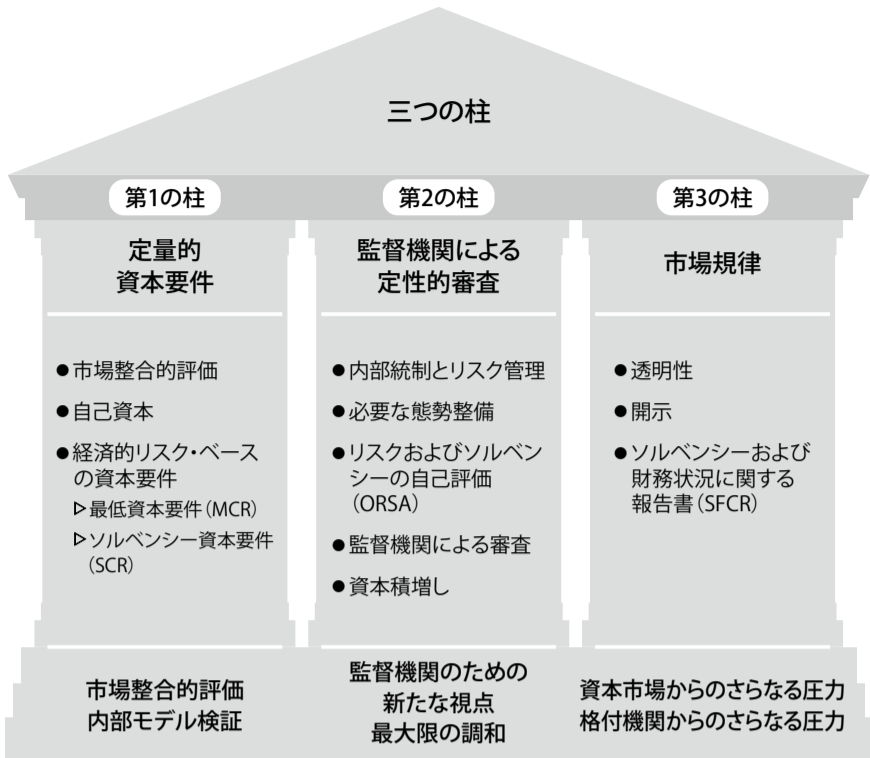 三つの柱
第1の柱
第2の柱
第3の柱
定量的
資本要件
監督機関による
定性的審査
市場規律
●市場整合的評価
●自己資本
●経済的リスク・ベース
の資本要件
▷最低資本要件(MCR)
▷ソルベンシー資本要件
(SCR)
●内部統制とリスク管理
●必要な態勢整備
●リスクおよびソルベン
シーの自己評価
(ORSA)
●監督機関による審査
●資本積増し
●透明性
●開示
●ソルベンシーおよび
財務状況に関する
報告書(SFCR)
市場整合的評価
内部モデル検証
監督機関のための
新たな視点
最大限の調和
資本市場からのさらなる圧力
格付機関からのさらなる圧力